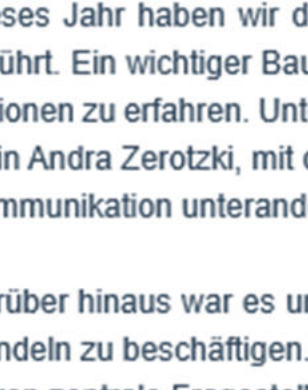 eses Jahr haben wir d
ührt. Ein wichtiger Bau
ionen zu erfahren. Unt
in Andra Zerotzki, mit
mmunikation unterand
rüber hinaus war es u
ndeln zu beschäftigen.